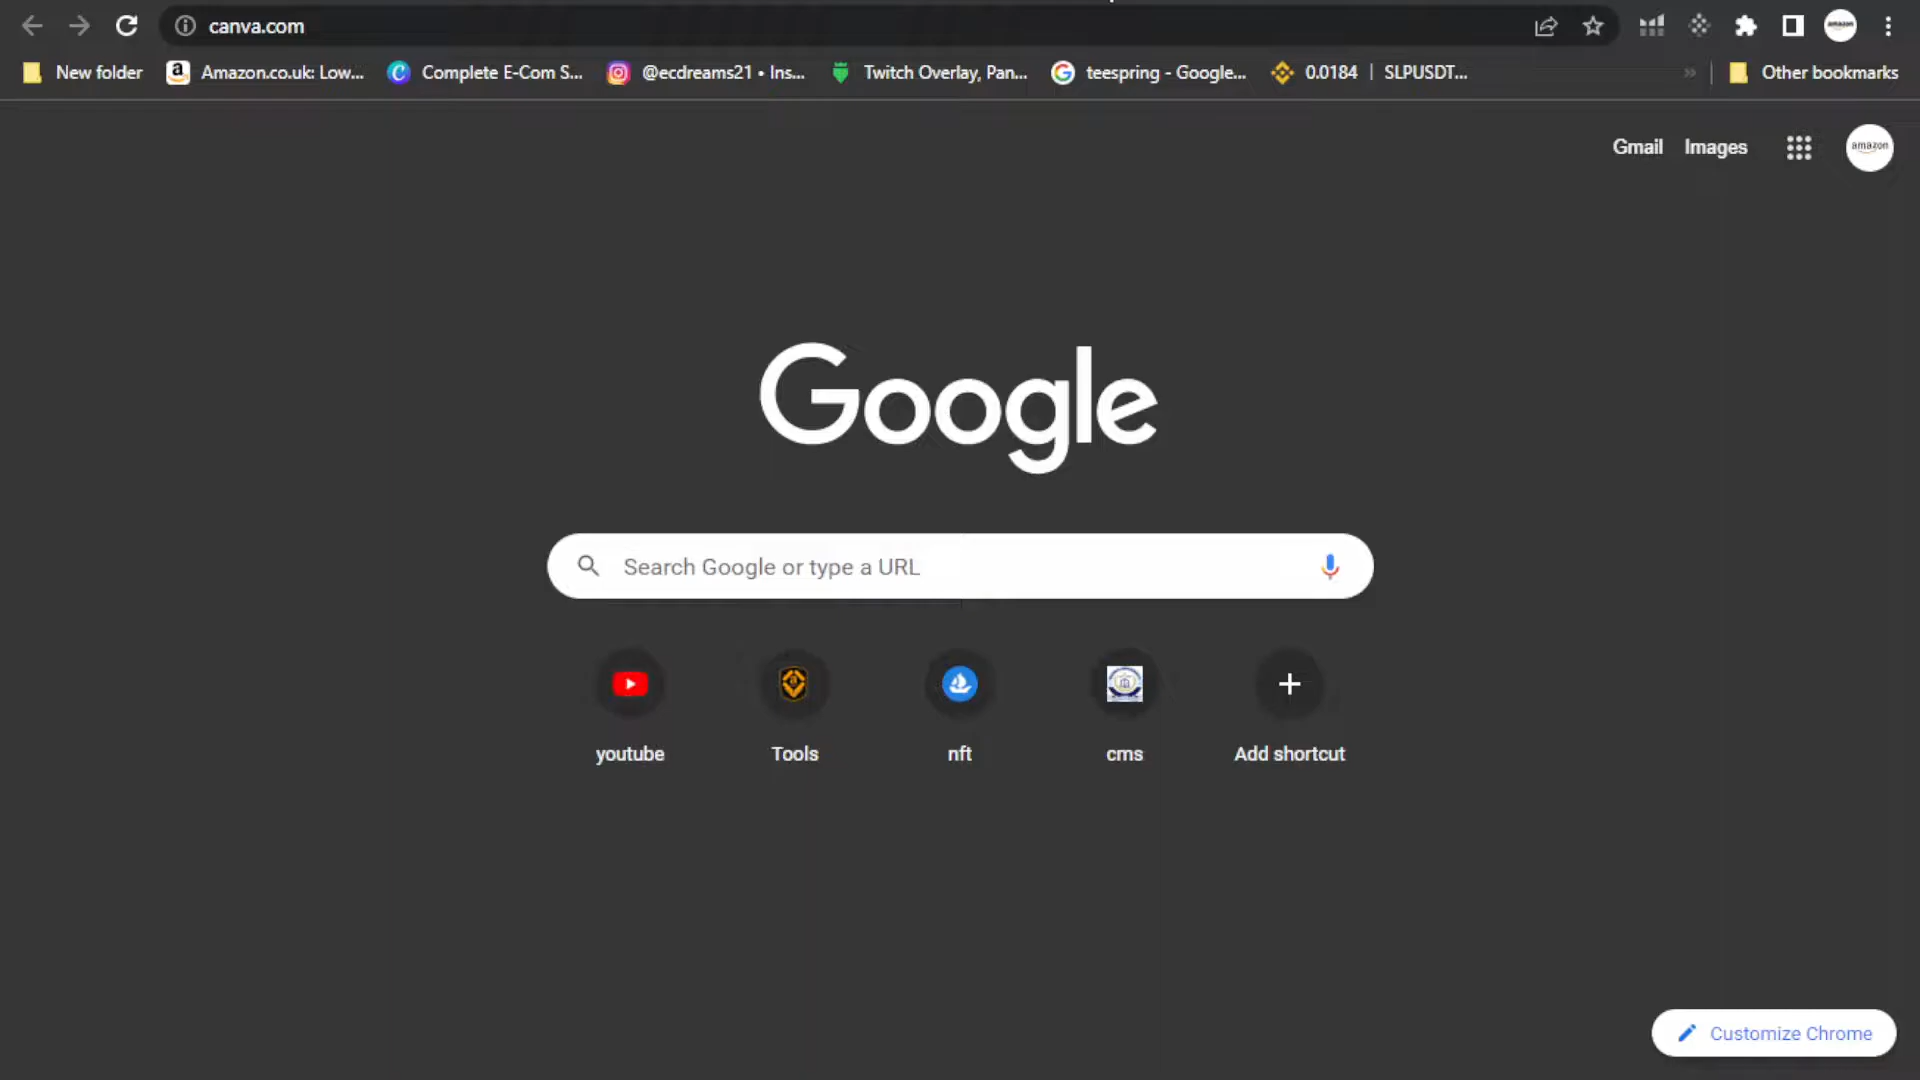 canva.com
New folder
Amazon.co.uk: Low...
Complete E-Com S...
@ecdreams21 • Ins...
Twitch Overlay, Pan...
teespring - Google...
0.0184 | SLPUSDT...
»
Other bookmarks
Gmail
Images
amazon
Google
Search Google or type a URL
youtube
Tools
nft
cms
Add shortcut
Customize Chrome